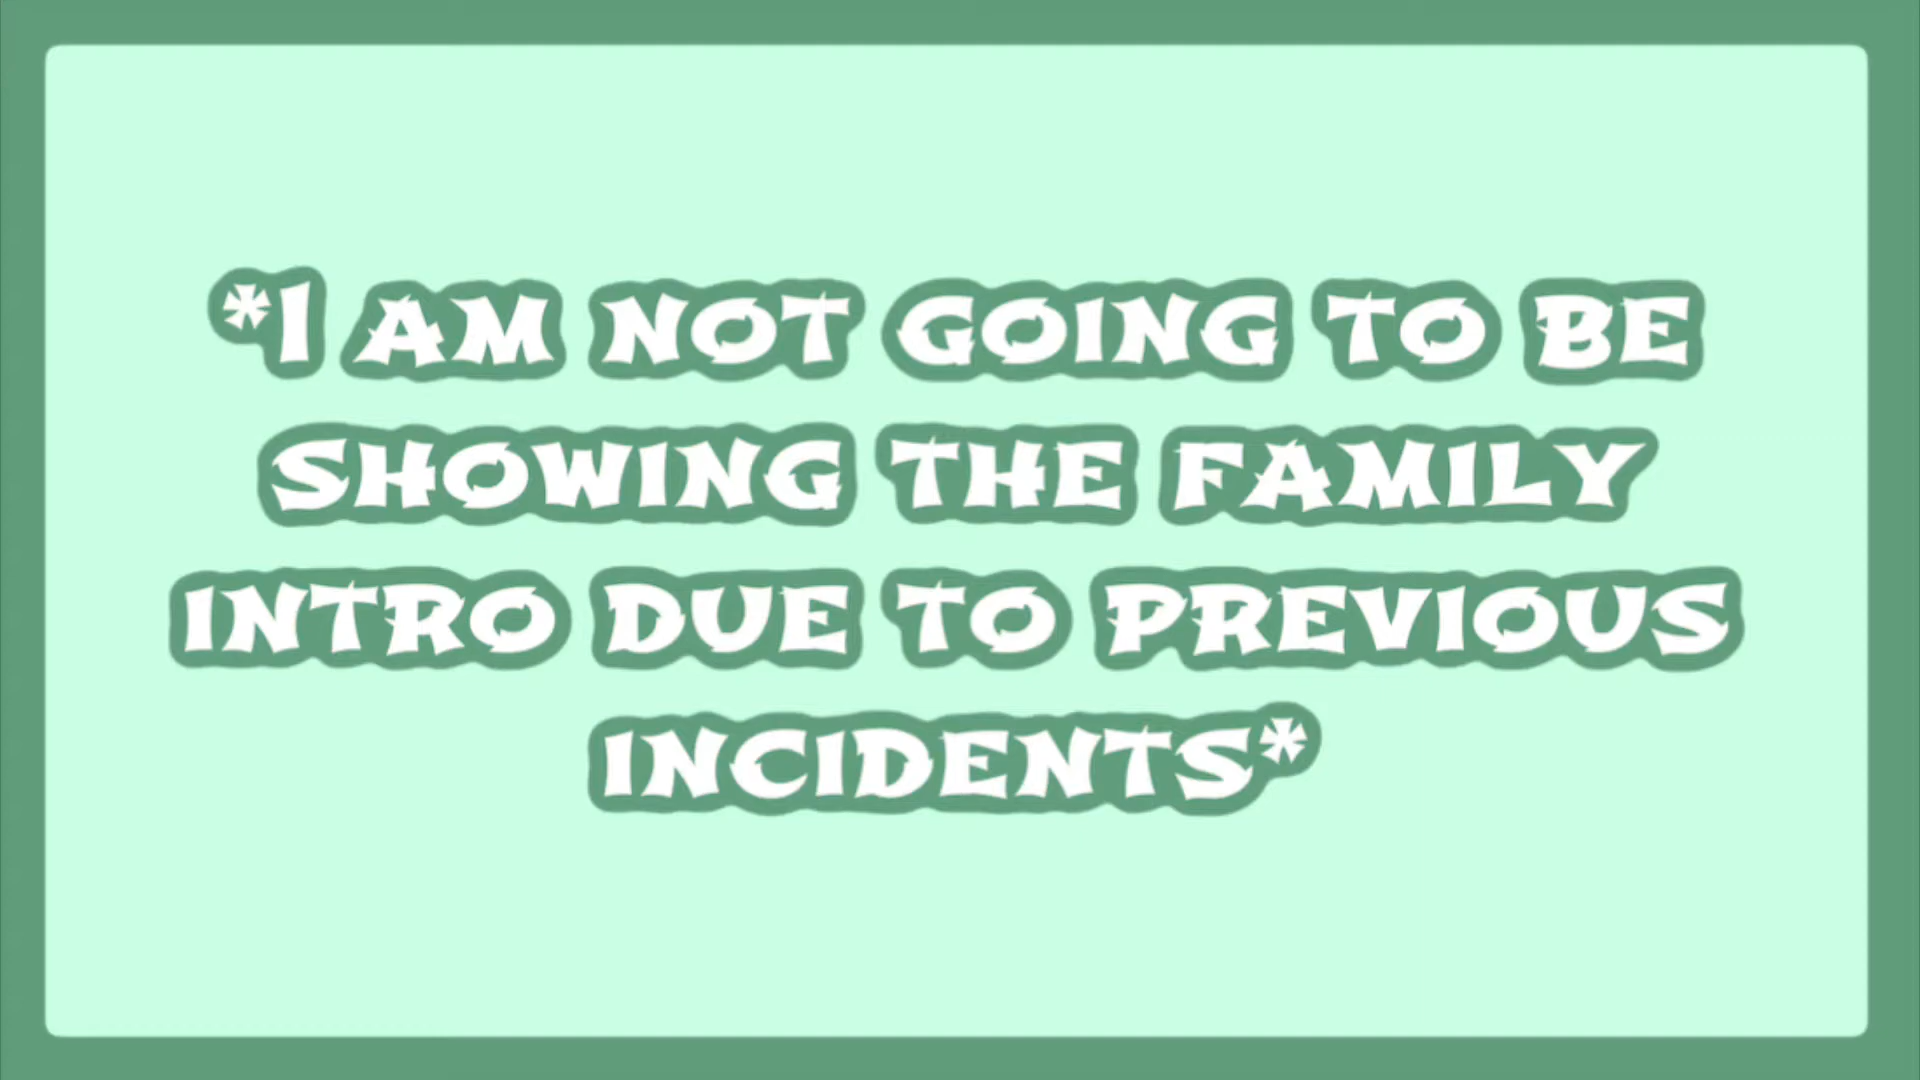 *I AM NOT GOING TO BE
SHOWING THE FAMILY
INTRO DUE TO PREVIOUS
INCIDENTS*